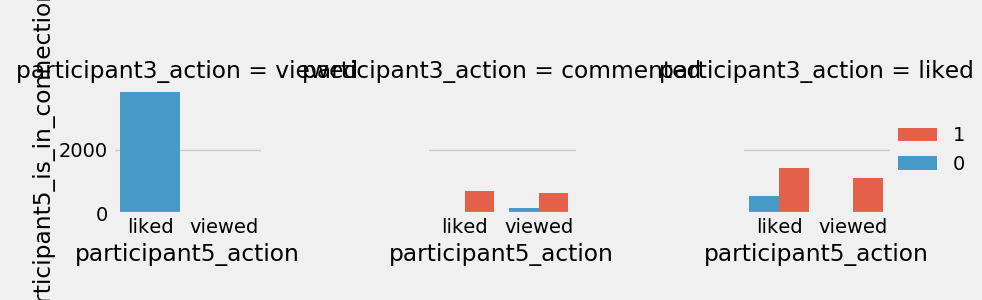 participant3_action = viewed
participant3_action = commented
participant3_action = liked
rticipant5_is_in_connection
2000
0
liked viewed
participant5_action
liked viewed
participant5_action
liked viewed
participant5_action
1
0